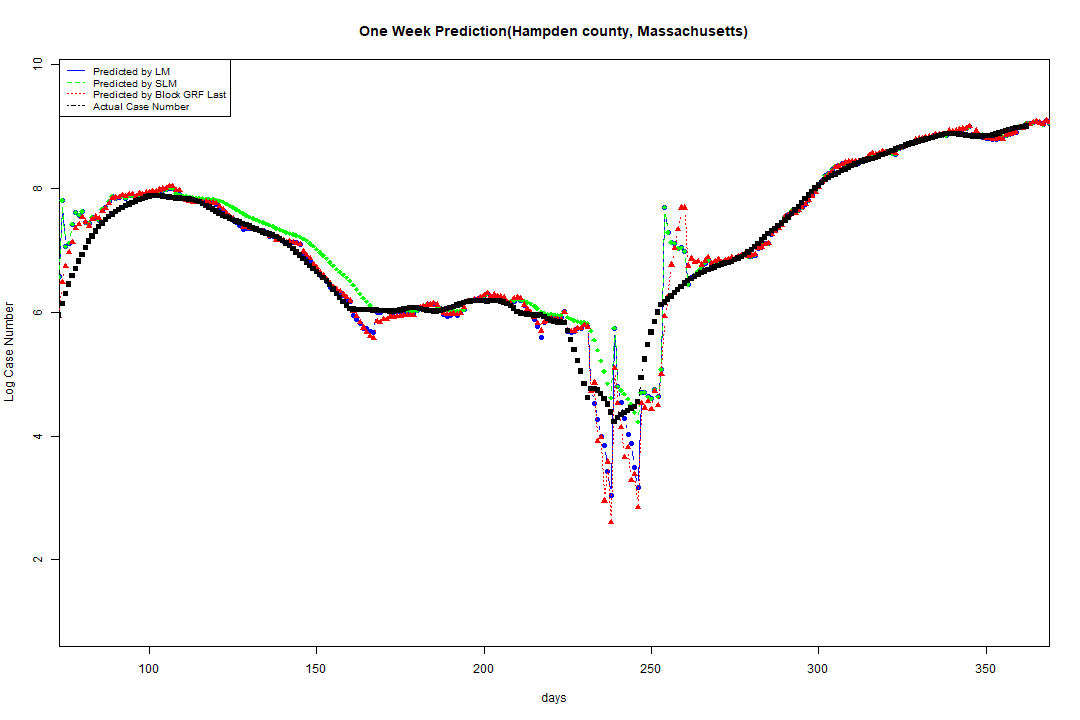 One Week Prediction(Hampden county, Massachusetts)
Predicted by LM
Predicted by SLM
Predicted by Block GRF Last
Actual Case Number
10
8
6
4
2
Log Case Number
100 150 200 250 300 350
days